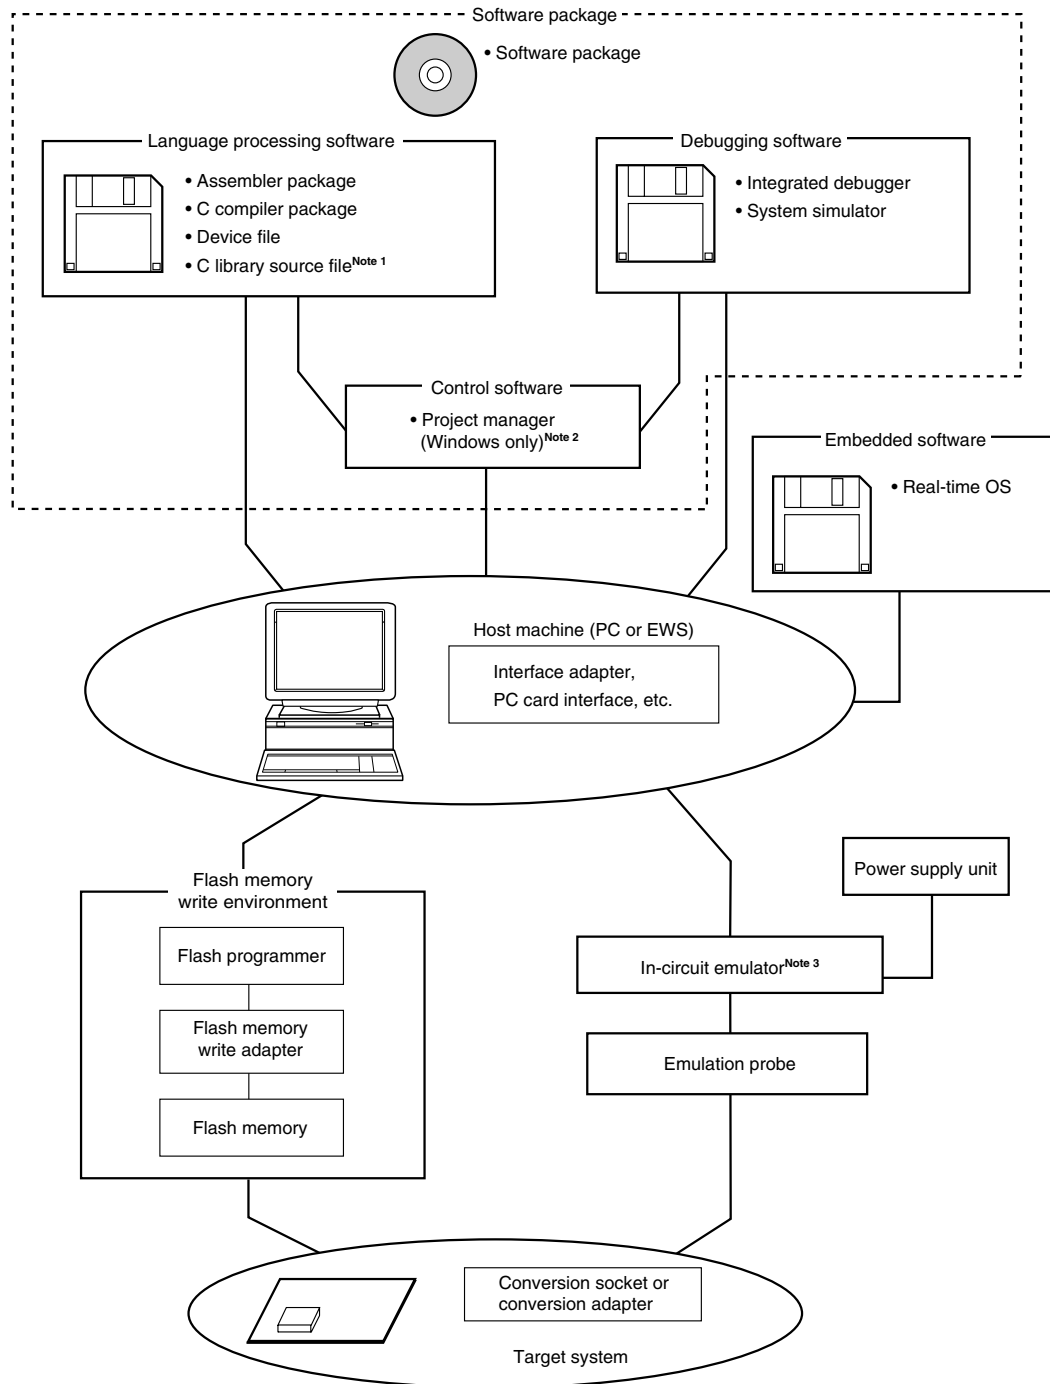 Software package
• Software package
Language processing software
• Assembler package
• C compiler package
• Device file
• C library source fileNote 1
Debugging software
• Integrated debugger
• System simulator
Control software
• Project manager
(Windows only)Note 2
Embedded software
• Real-time OS
Host machine (PC or EWS)
Interface adapter,
PC card interface, etc.
Flash memory
write environment
Flash programmer
Flash memory
write adapter
Flash memory
Power supply unit
In-circuit emulatorNote 3
Emulation probe
Conversion socket or
conversion adapter
Target system